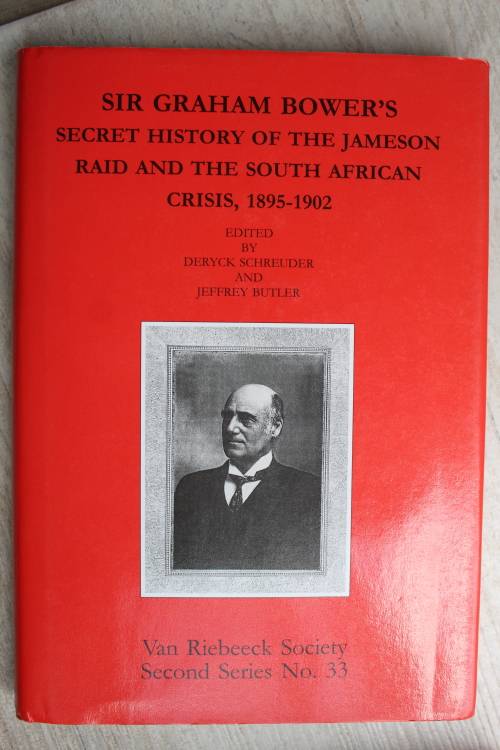 SIR GRAHAM BOWER'S
SECRET HISTORY OF THE JAMESON
RAID AND THE SOUTH AFRICAN
CRISIS, 1895-1902
EDITED
BY
DERYCK SCHREUDER
AND
JEFFREY BUTLER
Van Riebeeck Society
Second Series No. 33